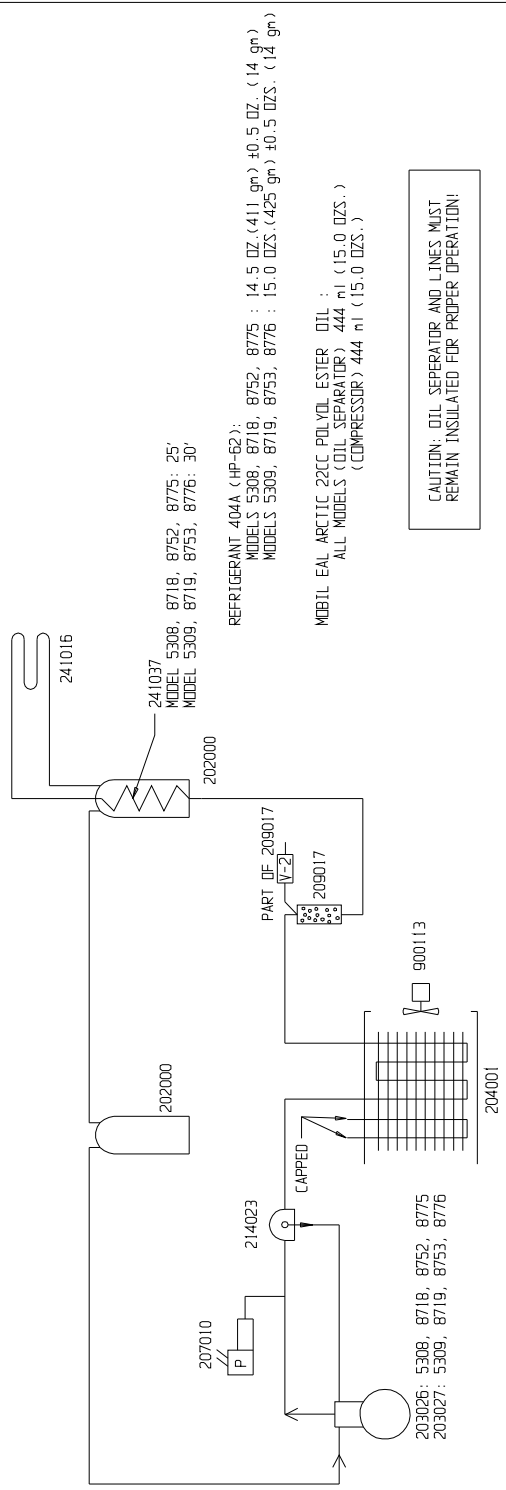 241016
241037
MODEL 5308, 8718, 8752, 8775: 25'
MODEL 5309, 8719, 8753, 8776: 30'
202000
REFRIGERANT 404A (HP-62):
MODELS 5308, 8718, 8752, 8775 : 14.5 OZ.(411 gm) ±0.5 OZ. (14 gm)
MODELS 5309, 8719, 8753, 8776 : 15.0 OZS.(425 gm) ±0.5 OZS. (14 gm)
MOBIL EAL ARCTIC 22CC POLYOL ESTER OIL :
ALL MODELS (OIL SEPARATOR) 444 ml (15.0 OZS.)
(COMPRESSOR) 444 ml (15.0 OZS.)
CAUTION: OIL SEPERATOR AND LINES MUST
REMAIN INSULATED FOR PROPER OPERATION!
PART OF 209017
V-2
209017
900113
202000
204001
CAPPED
214023
207010
P
203026: 5308, 8718, 8752, 8775
203027: 5309, 8719, 8753, 8776